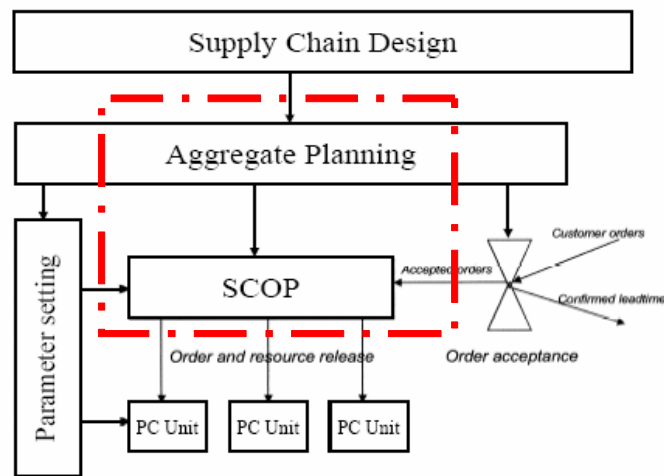 Supply Chain Design
Aggregate Planning
Parameter setting
Customer orders
Accepted orders
SCOP
Confirmed leadtime
Order and resource release
Order acceptance
PC Unit
PC Unit
PC Unit